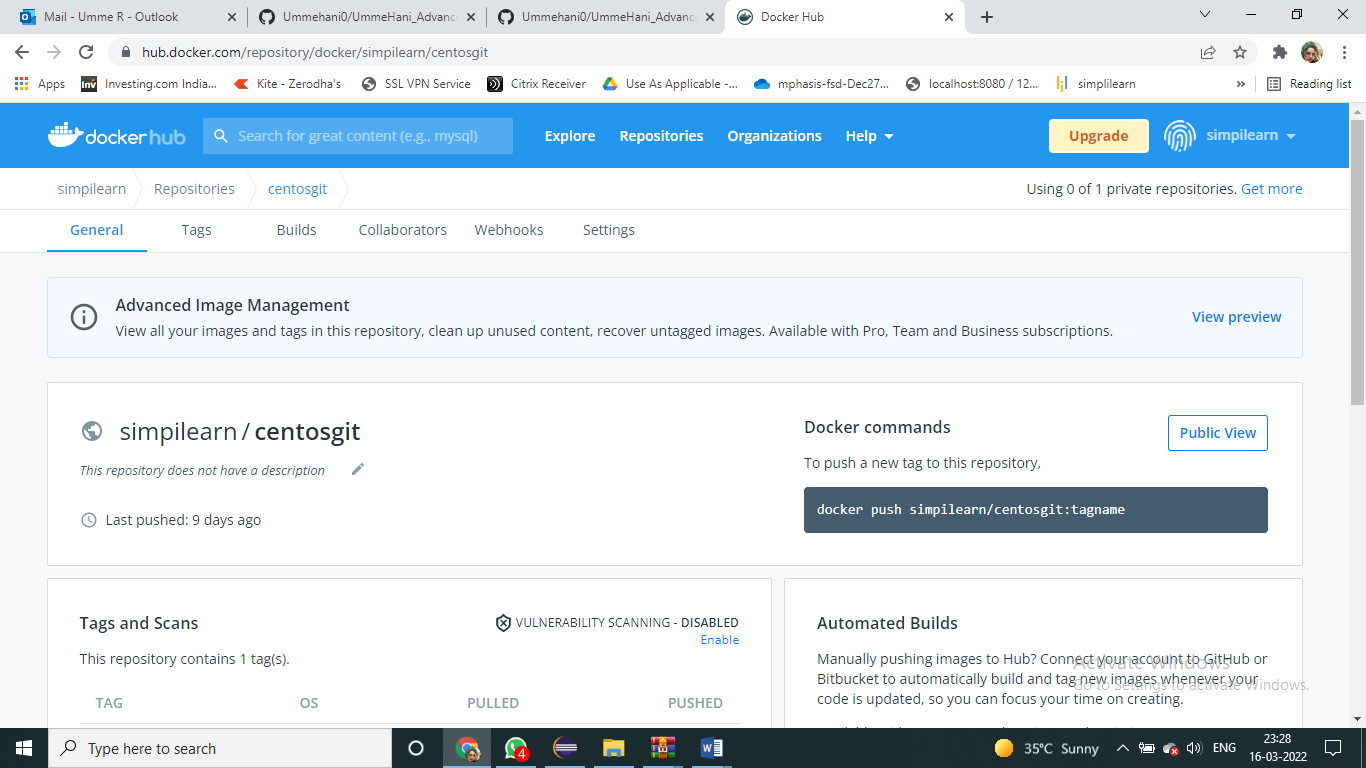 Mail - Umme R - Outlook
Ummehani0/UmmeHani_Advanc
Ummehani0/UmmeHani_Advanc
Docker Hub
hub.docker.com/repository/docker/simpilearn/centosgit
Apps
Investing.com India...
Kite - Zerodha's
SSL VPN Service
Citrix Receiver
Use As Applicable -...
mphasis-fsd-Dec27...
localhost:8080 / 12...
simplilearn
»
Reading list
dockerhub
Search for great content (e.g., mysql)
Explore
Repositories
Organizations
Help
Upgrade
simpilearn
simpilearn
Repositories
centosgit
Using 0 of 1 private repositories. Get more
General
Tags
Builds
Collaborators
Webhooks
Settings
Advanced Image Management
View all your images and tags in this repository, clean up unused content, recover untagged images. Available with Pro, Team and Business subscriptions.
View preview
simpilearn / centosgit
This repository does not have a description
Last pushed: 9 days ago
Docker commands
Public View
To push a new tag to this repository,
docker push simpilearn/centosgit:tagname
Tags and Scans
VULNERABILITY SCANNING - DISABLED
Enable
This repository contains 1 tag(s).
TAG
OS
PULLED
PUSHED
Automated Builds
Manually pushing images to Hub? Connect your account to GitHub or
Bitbucket to automatically build and tag new images whenever your
code is updated, so you can focus your time on creating.
Activate Windows
Go to Settings to activate Windows.
Type here to search
4
35°C Sunny
ENG
23:28
16-03-2022